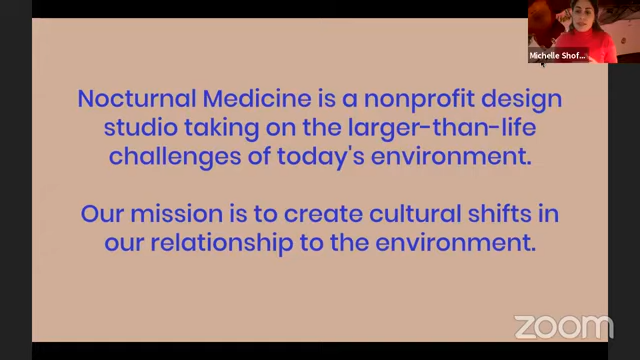 Michelle Shof...
Nocturnal Medicine is a nonprofit design
studio taking on the larger-than-life
challenges of today's environment.
Our mission is to create cultural shifts in
our relationship to the environment.
zoom